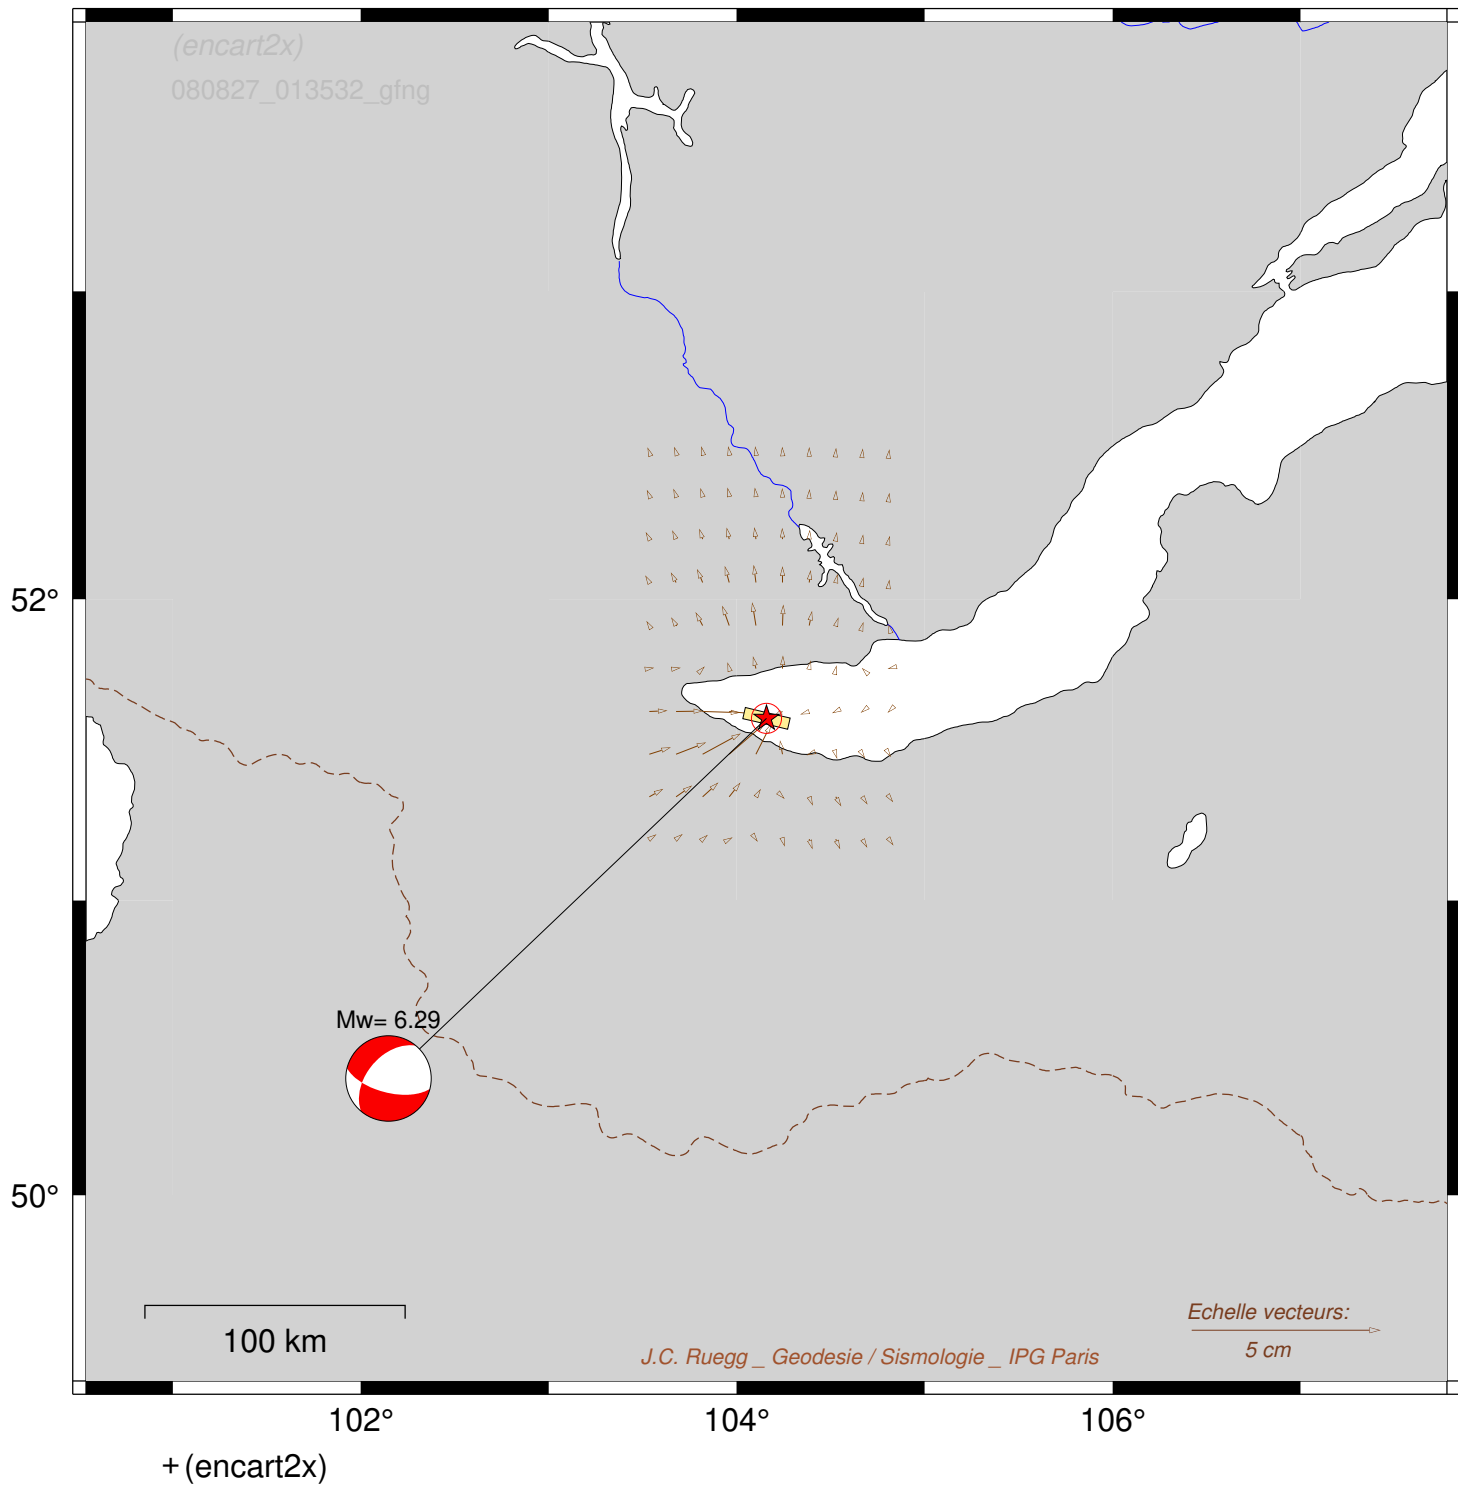 (encart2x)
080827_013532_gfng
52°
Mw= 6.29
50°
Echelle vecteurs:
5 cm
100 km
J.C. Ruegg _ Geodesie / Sismologie _ IPG Paris
102°
104°
106°
+ (encart2x)